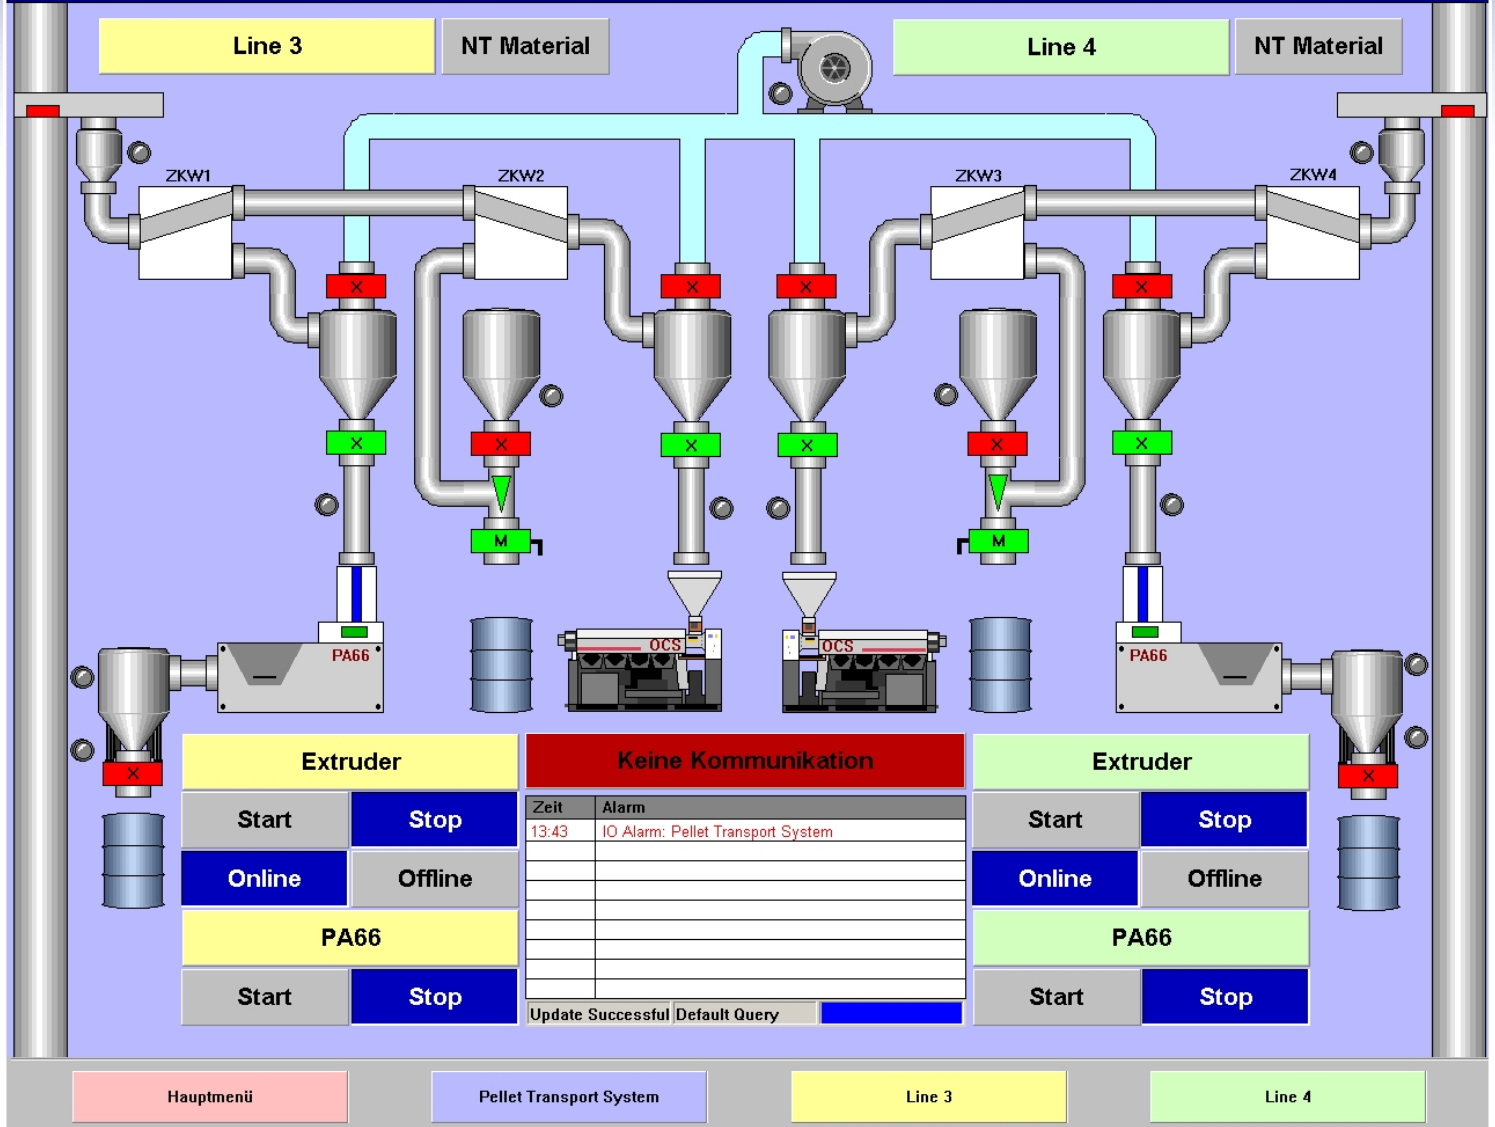 Line 3
NT Material
Line 4
NT Material
ZKW1
ZKW2
ZKW3
ZKW4
X
X
X
X
X
X
X
X
X
X
M
M
PA66
OCS
OCS
PA66
X
X
Extruder
Start
Stop
Online
Offline
PA66
Start
Stop
Keine Kommunikation
Zeit Alarm
13:43 IO Alarm: Pellet Transport System
Update Successful Default Query
Extruder
Start
Stop
Online
Offline
PA66
Start
Stop
Hauptmenü
Pellet Transport System
Line 3
Line 4